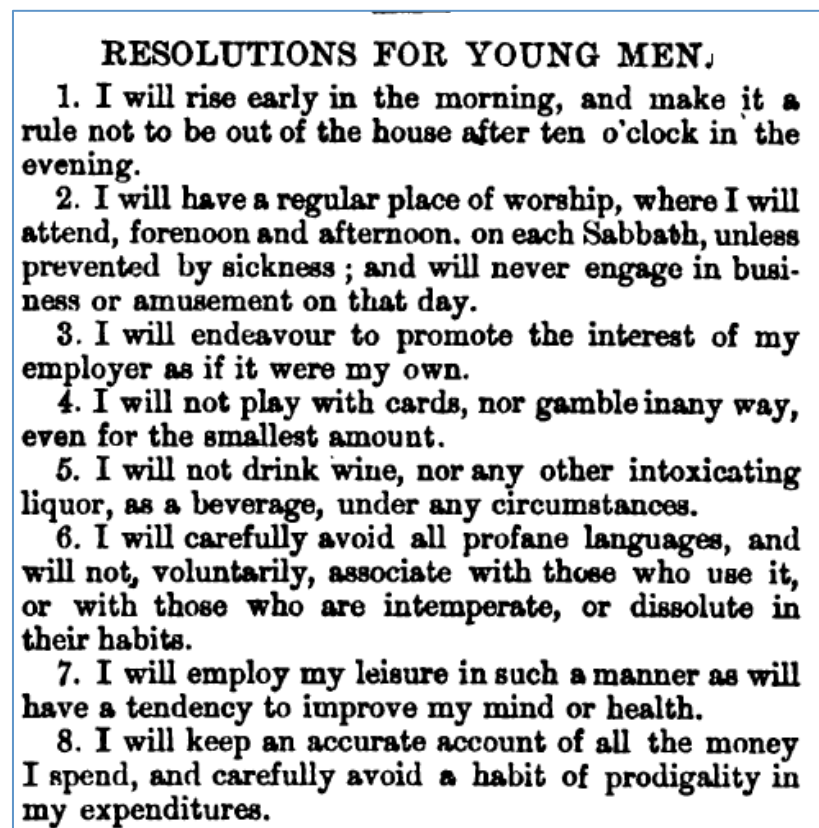 RESOLUTIONS FOR YOUNG MEN.
1. I will rise early in the morning, and make it a
rule not to be out of the house after ten o'clock in the
evening.
2. I will have a regular place of worship, where I will
attend, forenoon and afternoon. on each Sabbath, unless
prevented by sickness ; and will never engage in busi-
ness or amusement on that day.
3. I will endeavour to promote the interest of my
employer as if it were my own.
4. I will not play with cards, nor gamble inany way,
even for the smallest amount.
5. I will not drink wine, nor any other intoxicating
liquor, as a beverage, under any circumstances.
6. I will carefully avoid all profane languages, and
will not, voluntarily, associate with those who use it,
or with those who are intemperate, or dissolute in
their habits.
7. I will employ my leisure in such a manner as will
have a tendency to improve my mind or health.
8. I will keep an accurate account of all the money
I spend, and carefully avoid a habit of prodigality in
my expenditures.